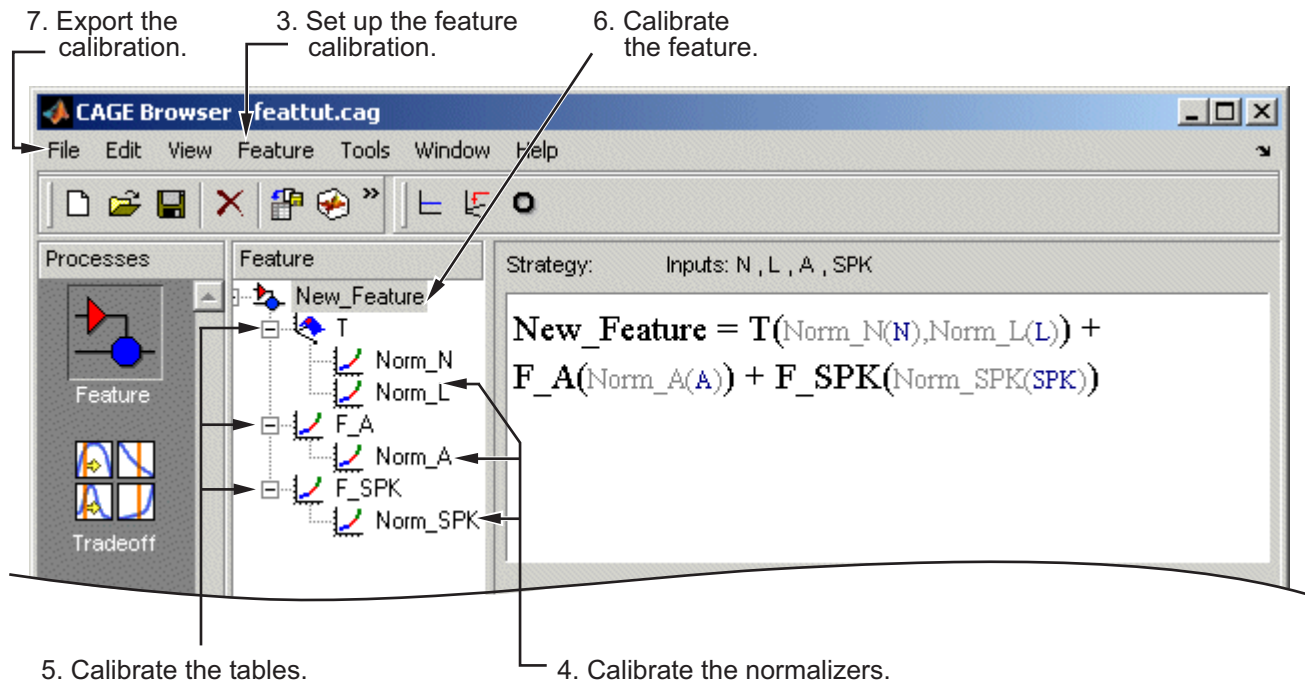 7. Export the
calibration.
3. Set up the feature
calibration.
6. Calibrate
the feature.
CAGE Browser - feattut.cag
File Edit View Feature Tools Window Help
Processes
Feature
Strategy: Inputs: N , L , A , SPK
New_Feature
T
Norm_N
Norm_L
F_A
Norm_A
F_SPK
Norm_SPK
Feature
Tradeoff
New_Feature = T(Norm_N(N),Norm_L(L)) +
F_A(Norm_A(A)) + F_SPK(Norm_SPK(SPK))
5. Calibrate the tables.
4. Calibrate the normalizers.